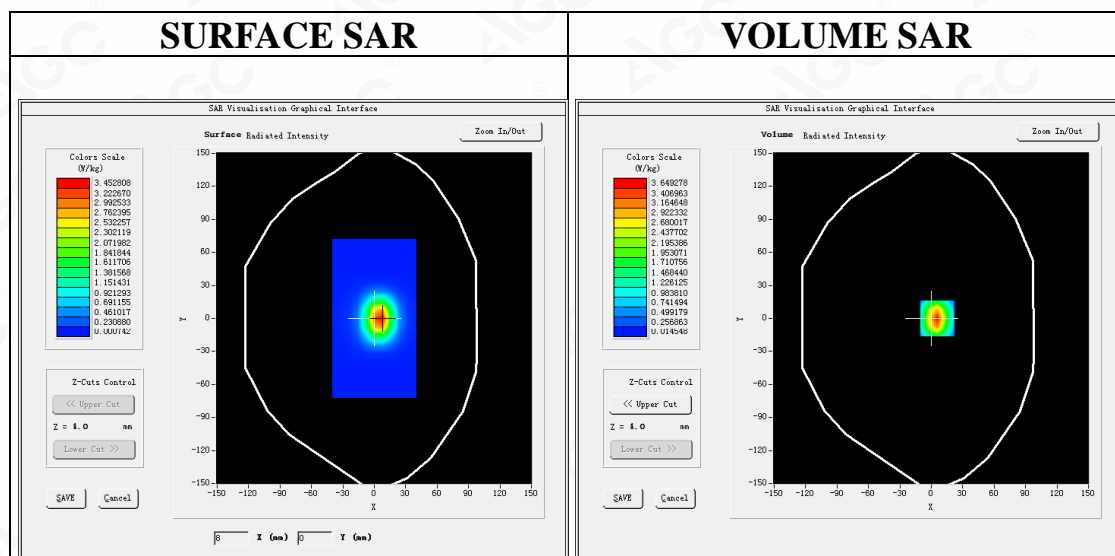 SURFACE SAR
VOLUME SAR
SAR Visualisation Graphical Interface
Surface Radiated Intensity
Zoom In/Out
Colors Scale
(W/kg)
3.452808
3.222670
2.992533
2.762395
2.532257
2.302119
2.071982
1.841844
1.611706
1.381568
1.151431
0.921293
0.691155
0.461017
0.230880
0.000742
150
120
90
60
30
0
-30
-60
-90
-120
-150
Y
-150 -120 -90 -60 -30 0 30 60 90 120 150
X
Z-Cuts Control
<< Upper Cut
Z = 4.0 mm
Lower Cut >>
SAVE Cancel
8 X (mm) 0 Y (mm)
SAR Visualisation Graphical Interface
Volume Radiated Intensity
Zoom In/Out
Colors Scale
(W/kg)
3.649278
3.406963
3.164648
2.922332
2.680017
2.437702
2.195386
1.953071
1.710756
1.468440
1.226125
0.983810
0.741494
0.499179
0.256863
0.014548
150
120
90
60
30
0
-30
-60
-90
-120
-150
Y
-150 -120 -90 -60 -30 0 30 60 90 120 150
X
Z-Cuts Control
<< Upper Cut
Z = 4.0 mm
Lower Cut >>
SAVE Cancel
AGC